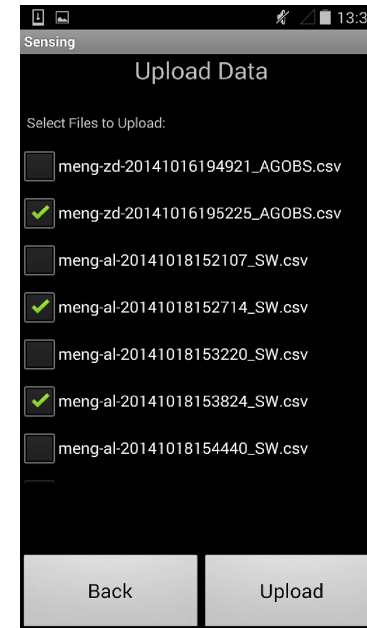 13:3
Sensing
Upload Data
Select Files to Upload:
meng-zd-20141016194921_AGOBS.csv
meng-zd-20141016195225_AGOBS.csv
meng-al-20141018152107_SW.csv
meng-al-20141018152714_SW.csv
meng-al-20141018153220_SW.csv
meng-al-20141018153824_SW.csv
meng-al-20141018154440_SW.csv
Back Upload